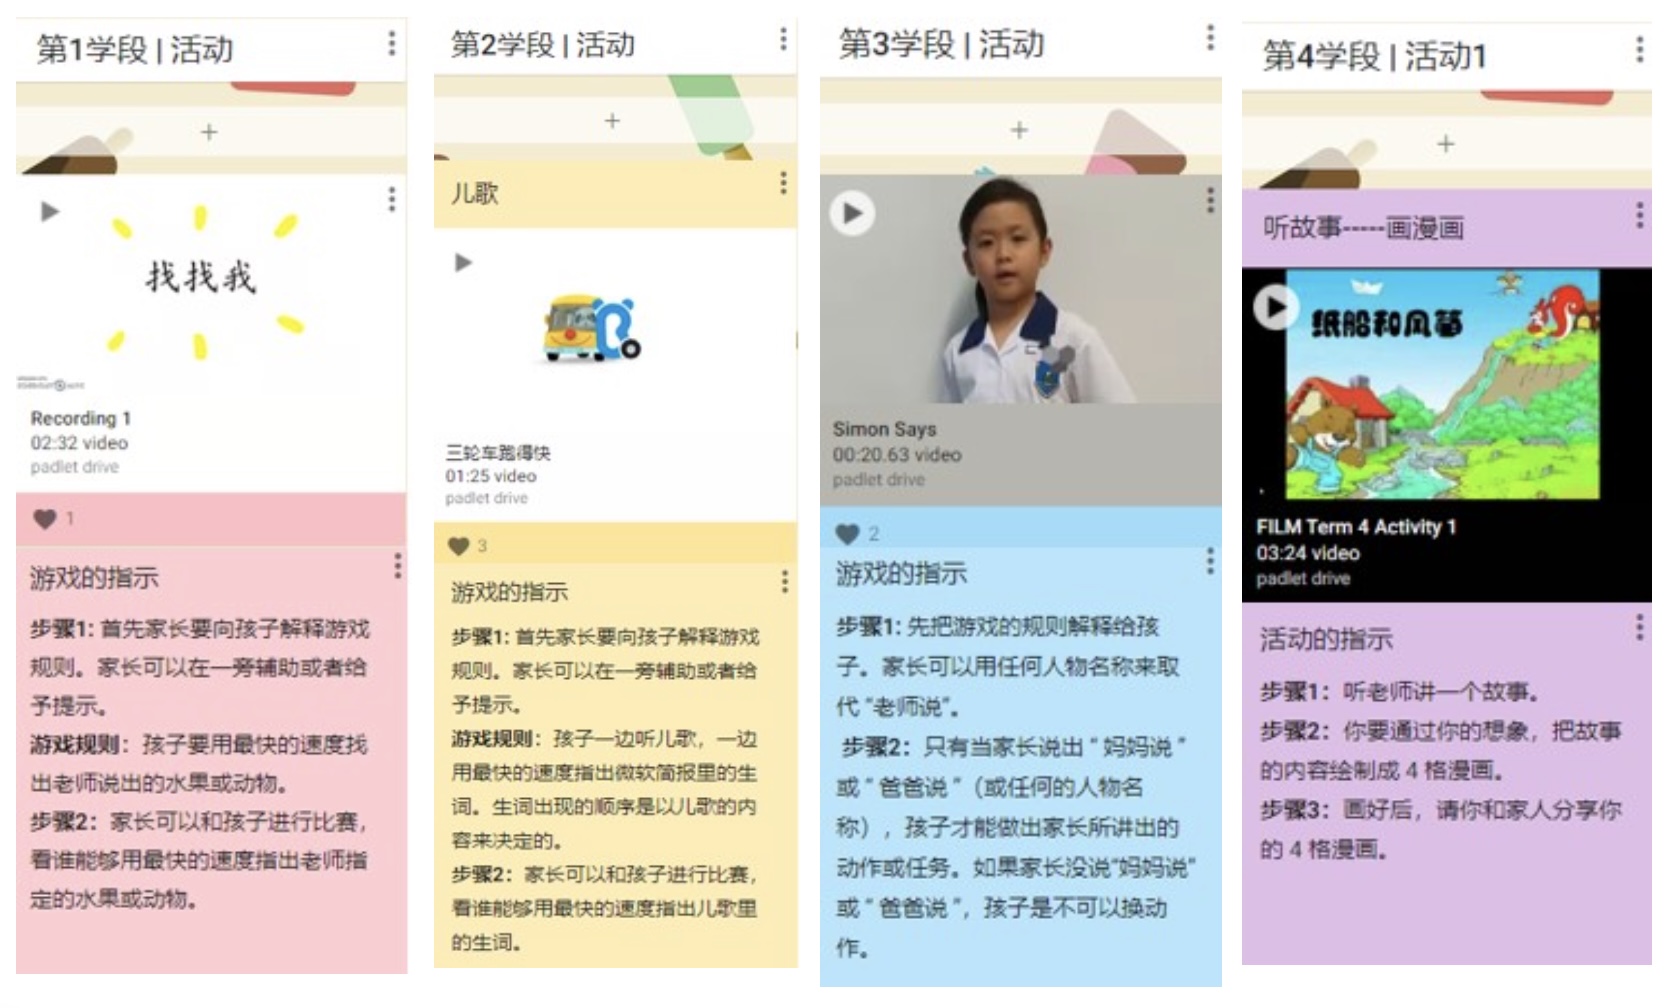 第1学段 | 活动
+
找找我
Recording 1
02:32 video
padlet drive
1
游戏的指示
步骤1: 首先家长要向孩子解释游戏
规则。家长可以在一旁辅助或者给
予提示。
游戏规则：孩子要用最快的速度找
出老师说出的水果或动物。
步骤2：家长可以和孩子进行比赛，
看谁能够用最快的速度指出老师指
定的水果或动物。
第2学段 | 活动
+
儿歌
三轮车跑得快
01:25 video
padlet drive
3
游戏的指示
步骤1: 首先家长要向孩子解释游戏
规则。家长可以在一旁辅助或者给
予提示。
游戏规则：孩子一边听儿歌，一边
用最快的速度指出微软简报里的生
词。生词出现的顺序是以儿歌的内
容来决定的。
步骤2：家长可以和孩子进行比赛，
看谁能够用最快的速度指出儿歌里
的生词。
第3学段 | 活动
+
Simon Says
00:20.63 video
padlet drive
2
游戏的指示
步骤1: 先把游戏的规则解释给孩
子。家长可以用任何人物名称来取
代“老师说”。
步骤2：只有当家长说出“ 妈妈说 ”
或“ 爸爸说 ”（或任何的人物名
称），孩子才能做出家长所讲出的
动作或任务。如果家长没说“妈妈说”
或“ 爸爸说 ”，孩子是不可以换动
作。
第4学段 | 活动1
+
听故事-----画漫画
纸船和风筝
FILM Term 4 Activity 1
03:24 video
padlet drive
活动的指示
步骤1：听老师讲一个故事。
步骤2：你要通过你的想象，把故事
的内容绘制成 4 格漫画。
步骤3：画好后，请你和家人分享你
的 4 格漫画。